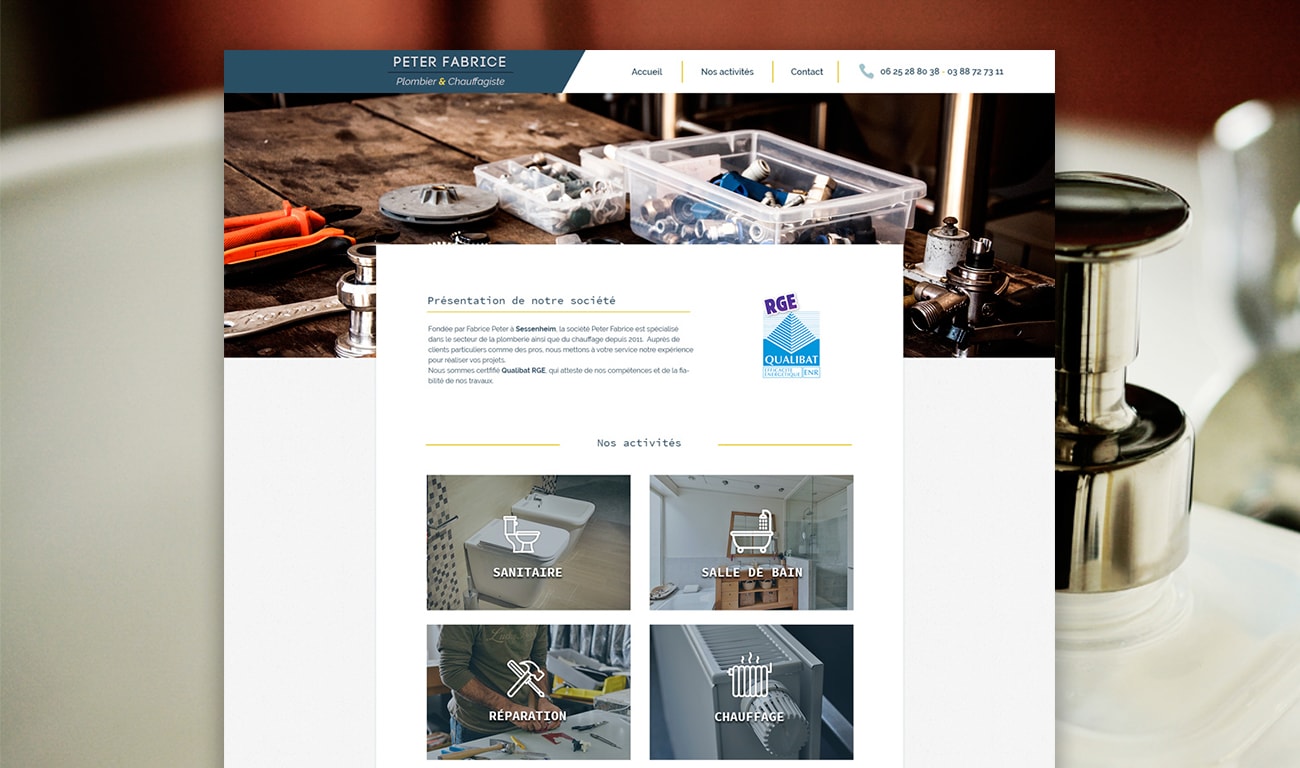 PETER FABRICE
Plombier & Chauffagiste
Accueil
Nos activités
Contact
06 25 28 80 38 - 03 88 72 73 11
Présentation de notre société
Fondée par Fabrice Peter à Sessenheim, la société Peter Fabrice est spécialisé
dans le secteur de la plomberie ainsi que du chauffage depuis 2011. Auprès de
clients particuliers comme des pros, nous mettons à votre service notre expérience
pour réaliser vos projets.
Nous sommes certfifié Qualibat RGE, qui atteste de nos compétences et de la fia-
bilité de nos travaux.
RGE
QUALIBAT
EFFICACITÉ
ÉNERGÉTIQUE
ENR
Nos activités
SANITAIRE
SALLE DE BAIN
RÉPARATION
CHAUFFAGE